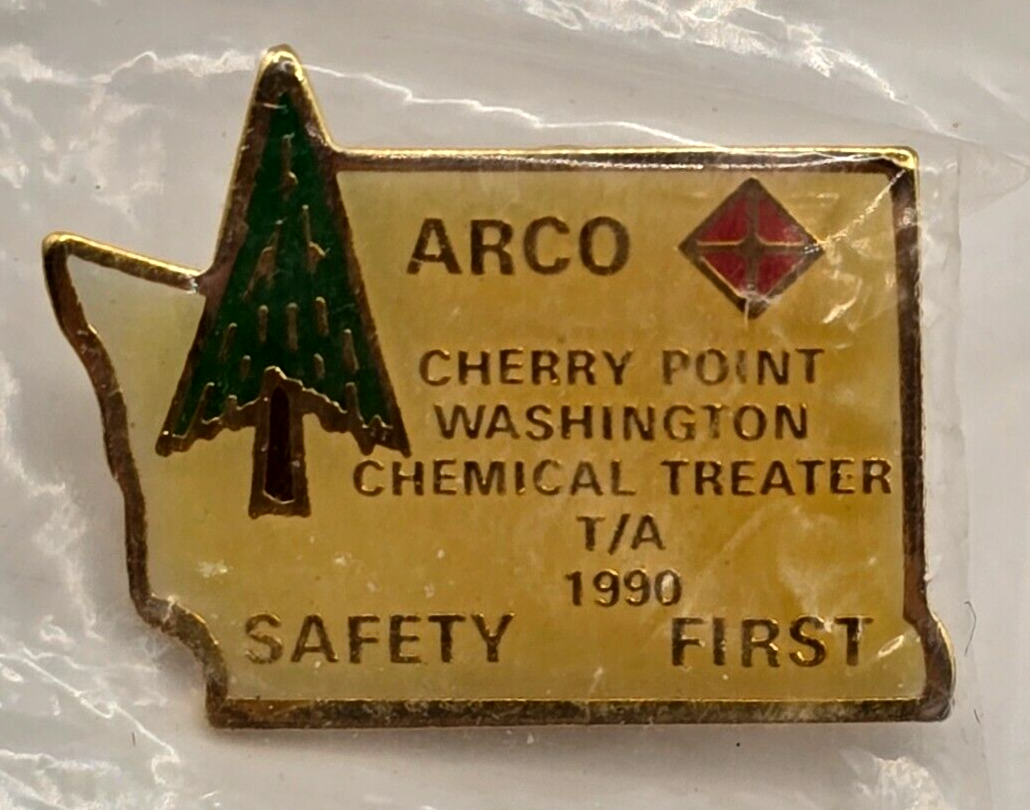 ARCO
CHERRY POINT
WASHINGTON
CHEMICAL TREATER
T/A
1990
SAFETY FIRST